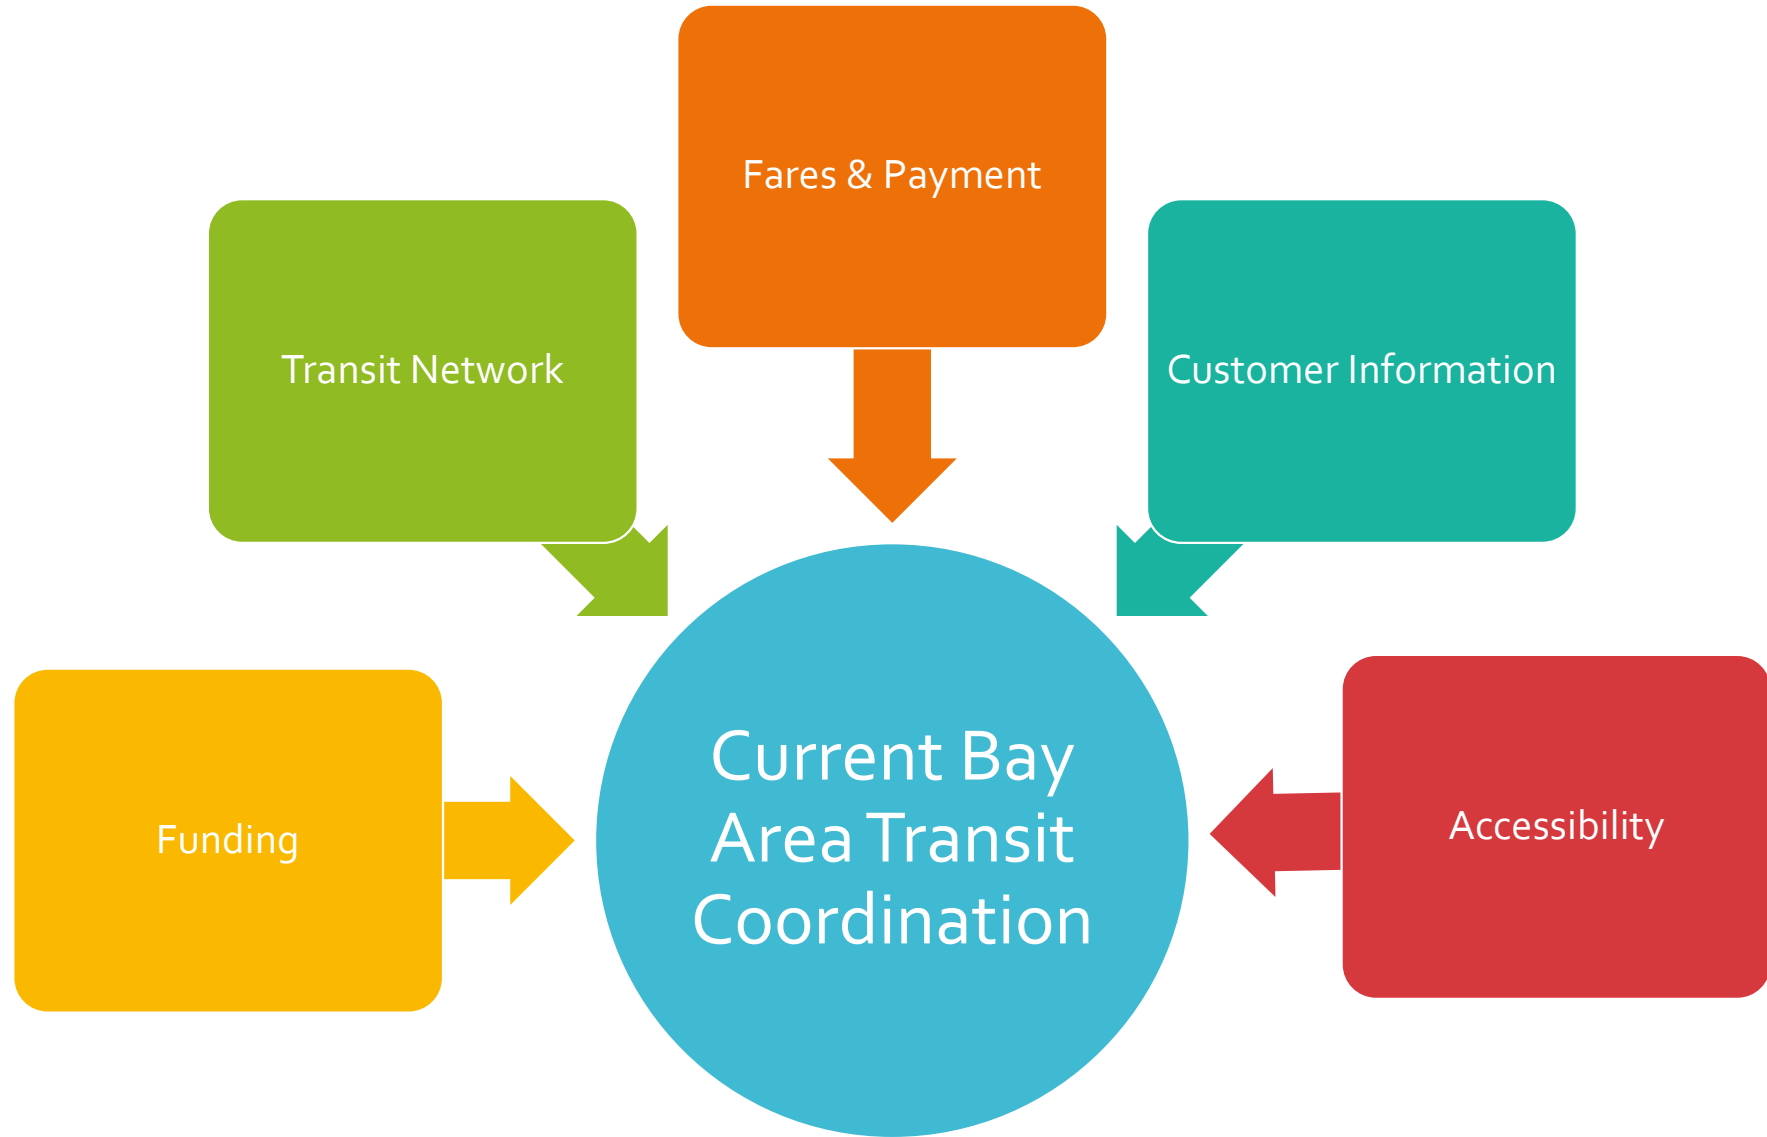 Fares & Payment
Transit Network
Customer Information
Funding
Current Bay
Area Transit
Coordination
Accessibility